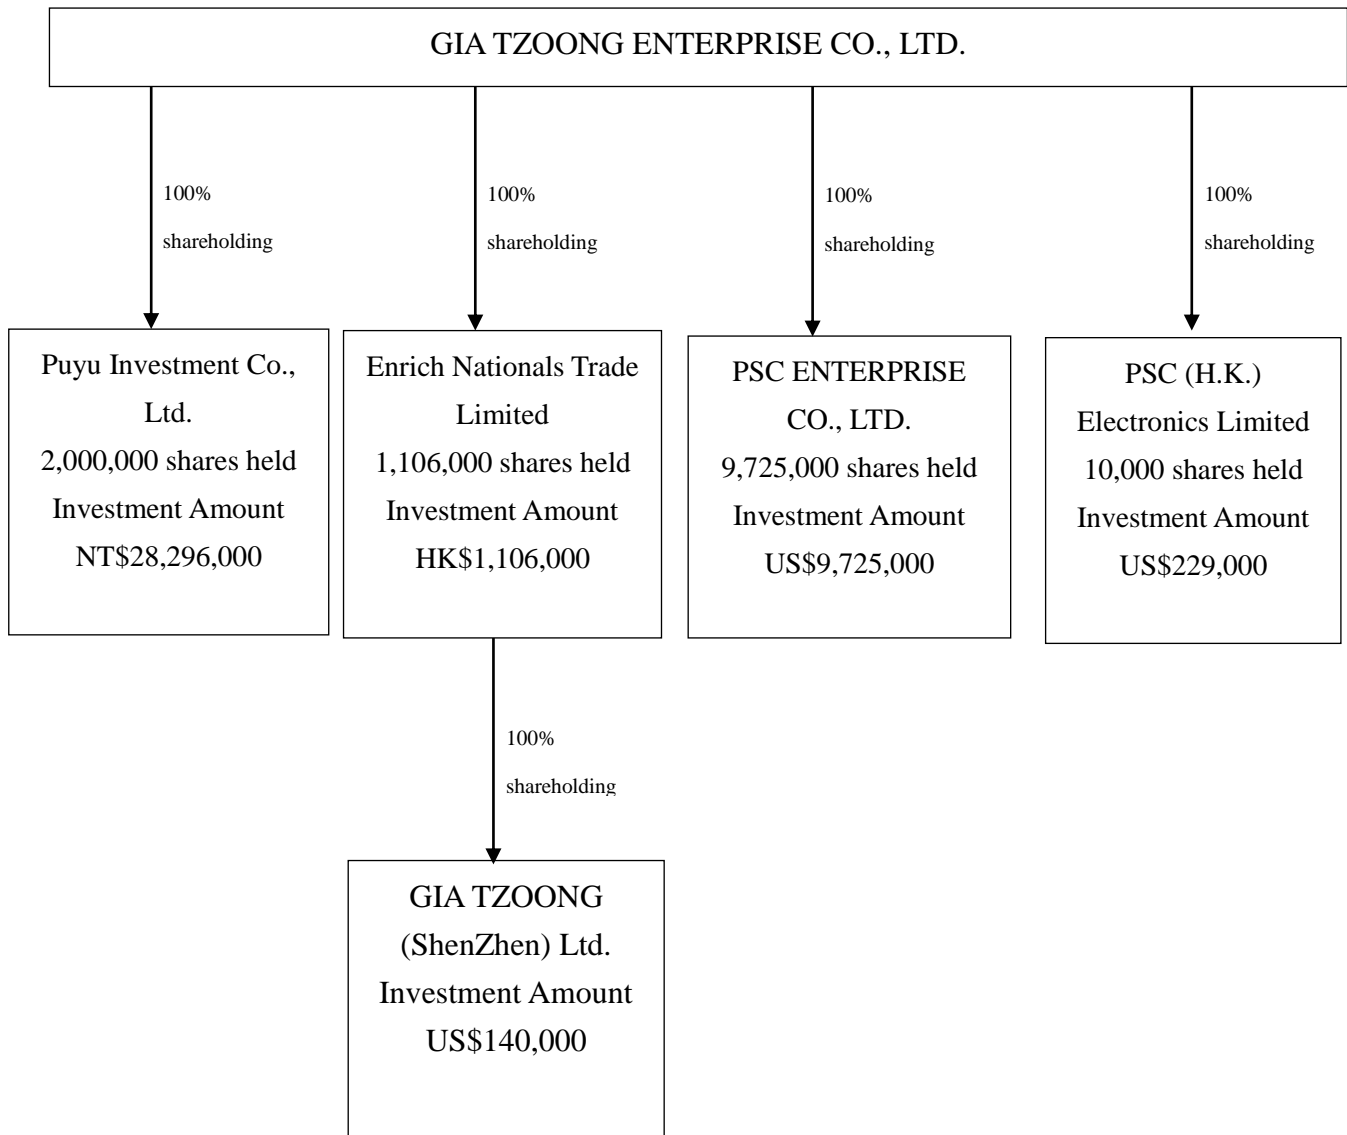 GIA TZOONG ENTERPRISE CO., LTD.
100%
shareholding
100%
shareholding
100%
shareholding
100%
shareholding
Puyu Investment Co.,
Ltd.
2,000,000 shares held
Investment Amount
NT$28,296,000
Enrich Nationals Trade
Limited
1,106,000 shares held
Investment Amount
HK$1,106,000
PSC ENTERPRISE
CO., LTD.
9,725,000 shares held
Investment Amount
US$9,725,000
PSC (H.K.)
Electronics Limited
10,000 shares held
Investment Amount
US$229,000
100%
shareholding
GIA TZOONG
(ShenZhen) Ltd.
Investment Amount
US$140,000